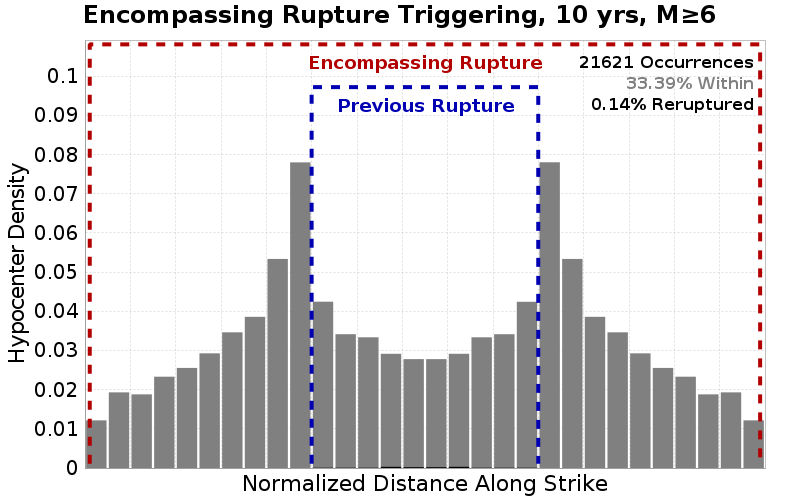 Encompassing Rupture Triggering, 10 yrs, M≥6
Encompassing Rupture
Previous Rupture
21621 Occurrences
33.39% Within
0.14% Reruptured
Hypocenter Density
0.1
0.09
0.08
0.07
0.06
0.05
0.04
0.03
0.02
0.01
0
Normalized Distance Along Strike